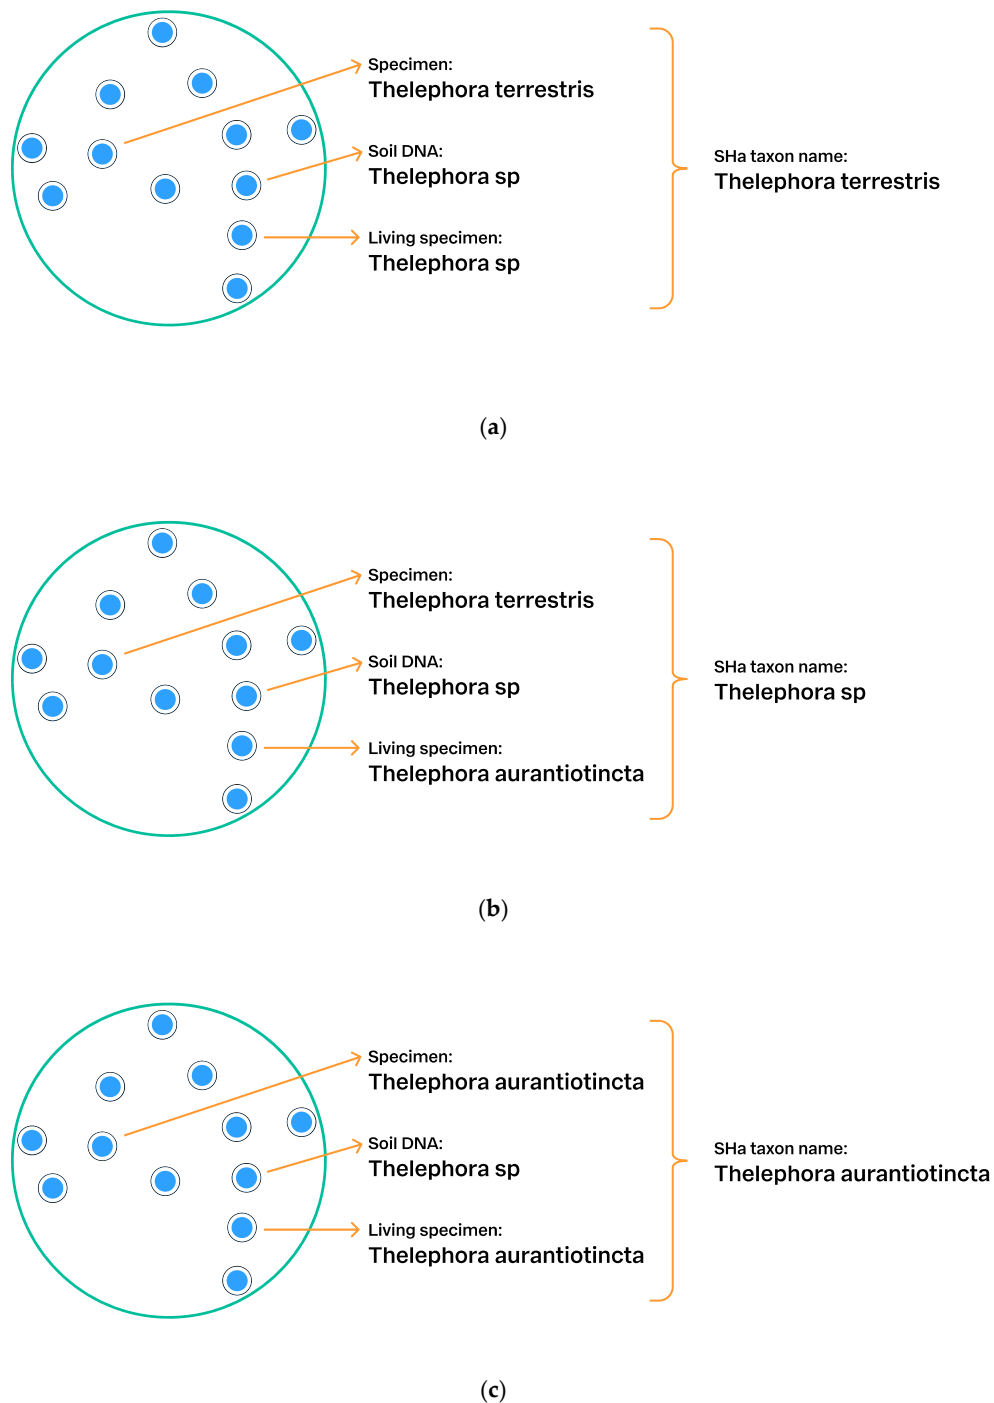 Specimen:
Thelephora terrestris
Soil DNA:
Thelephora sp
Living specimen:
Thelephora sp
SHa taxon name:
Thelephora terrestris
(a)
Specimen:
Thelephora terrestris
Soil DNA:
Thelephora sp
Living specimen:
Thelephora aurantiotincta
SHa taxon name:
Thelephora sp
(b)
Specimen:
Thelephora aurantiotincta
Soil DNA:
Thelephora sp
Living specimen:
Thelephora aurantiotincta
SHa taxon name:
Thelephora aurantiotincta
(c)